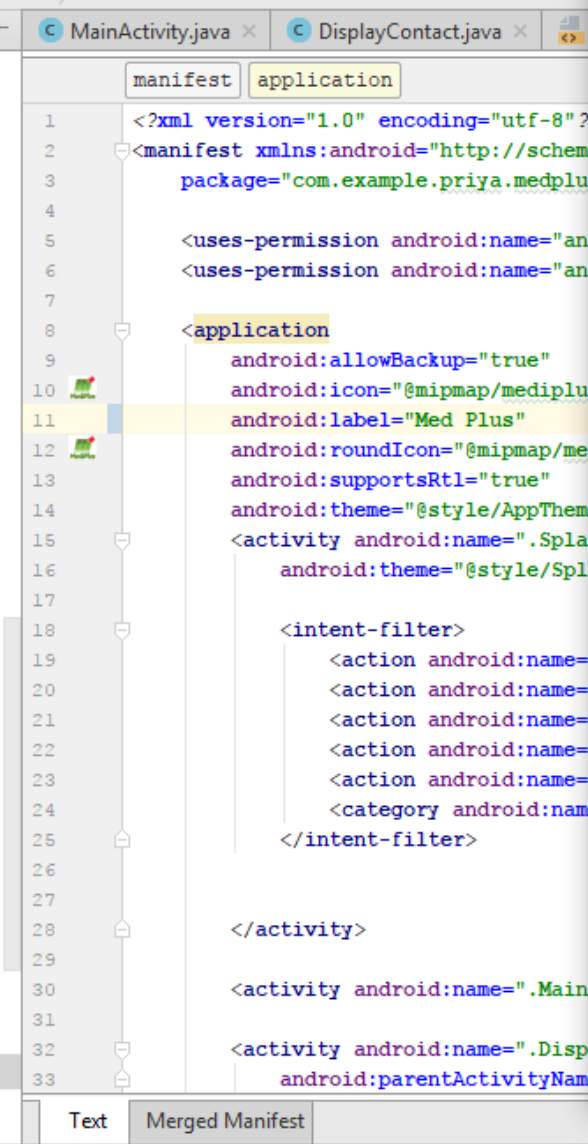 MainActivity.java × DisplayContact.java ×
manifest application
1 <?xml version="1.0" encoding="utf-8"?
2 <manifest xmlns:android="http://schem
3 package="com.example.priya.medplu
4
5 <uses-permission android:name="an
6 <uses-permission android:name="an
7
8 <application
9 android:allowBackup="true"
10 android:icon="@mipmap/mediplu
11 android:label="Med Plus"
12 android:roundIcon="@mipmap/me
13 android:supportsRtl="true"
14 android:theme="@style/AppThem
15 <activity android:name=".Spla
16 android:theme="@style/Spl
17
18 <intent-filter>
19 <action android:name=
20 <action android:name=
21 <action android:name=
22 <action android:name=
23 <action android:name=
24 <category android:nam
25 </intent-filter>
26
27
28 </activity>
29
30 <activity android:name=".Main
31
32 <activity android:name=".Disp
33 android:parentActivityNam
Text Merged Manifest